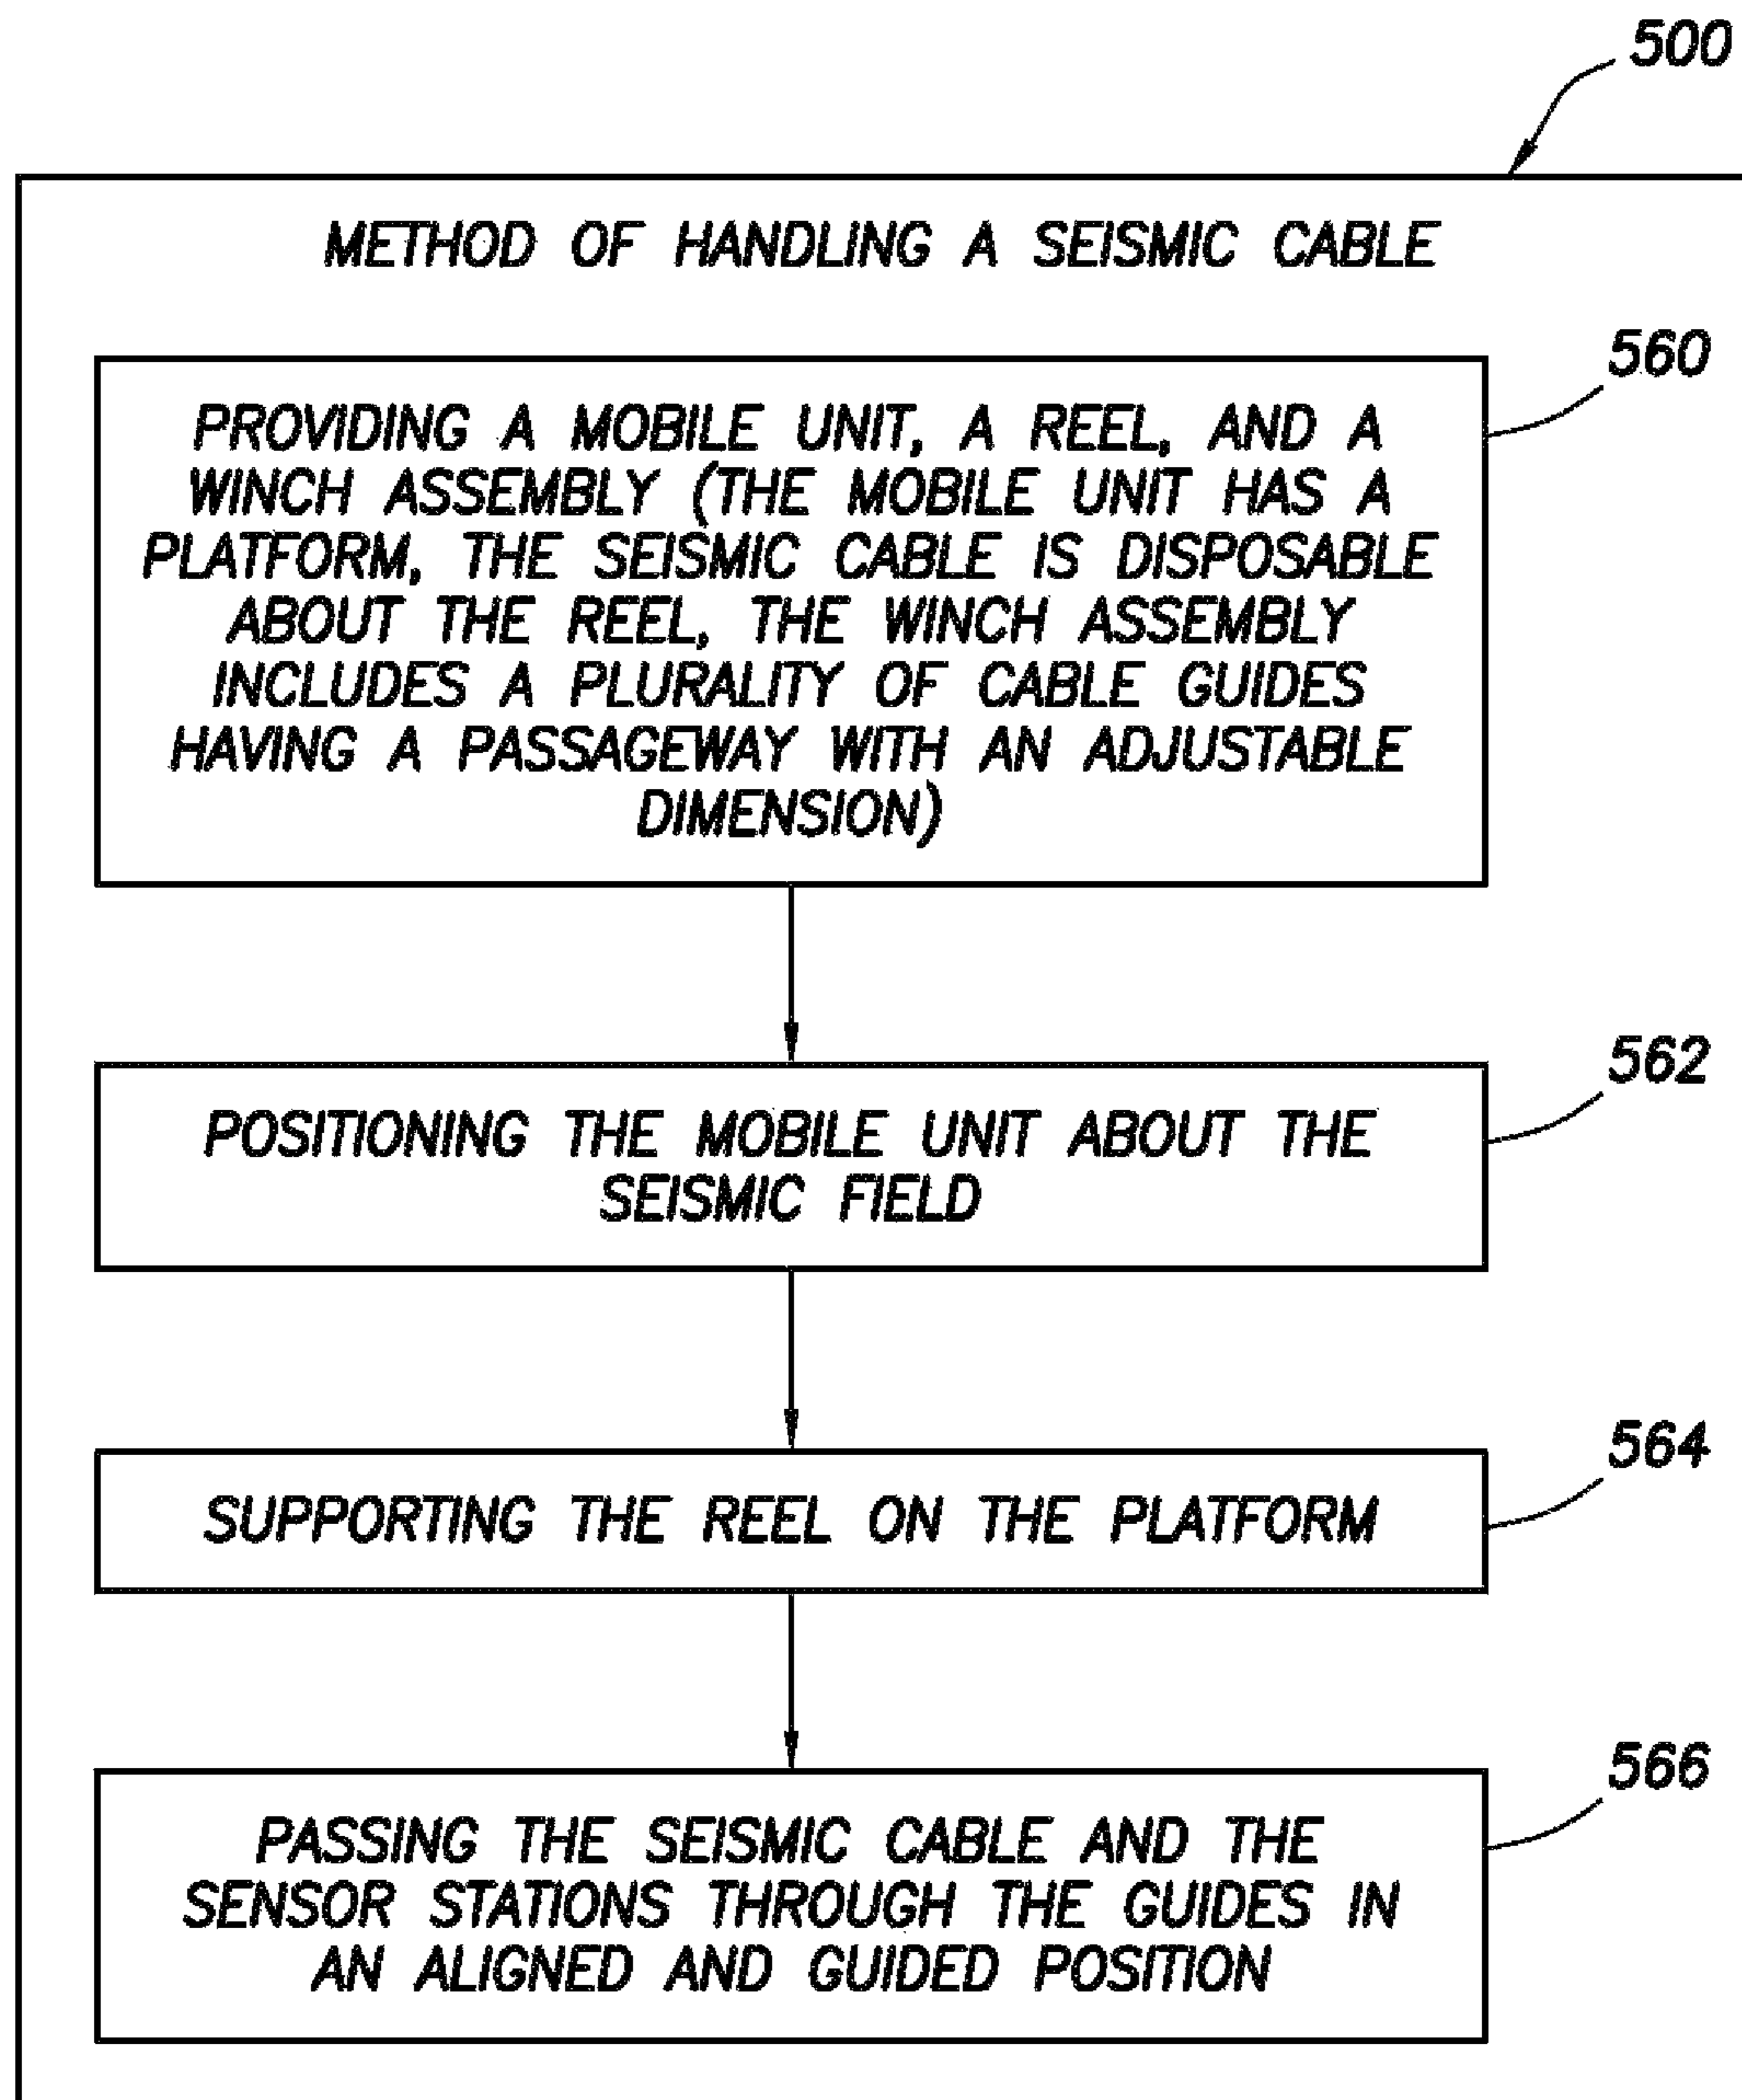 500
METHOD OF HANDLING A SEISMIC CABLE
560
PROVIDING A MOBILE UNIT, A REEL, AND A
WINCH ASSEMBLY (THE MOBILE UNIT HAS A
PLATFORM, THE SEISMIC CABLE IS DISPOSABLE
ABOUT THE REEL, THE WINCH ASSEMBLY
INCLUDES A PLURALITY OF CABLE GUIDES
HAVING A PASSAGEWAY WITH AN ADJUSTABLE
DIMENSION)
562
POSITIONING THE MOBILE UNIT ABOUT THE
SEISMIC FIELD
564
SUPPORTING THE REEL ON THE PLATFORM
566
PASSING THE SEISMIC CABLE AND THE
SENSOR STATIONS THROUGH THE GUIDES IN
AN ALIGNED AND GUIDED POSITION